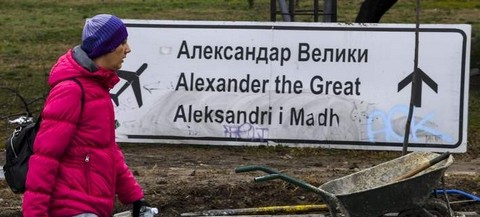 Александар Велики
Alexander the Great
Aleksandri i Madh